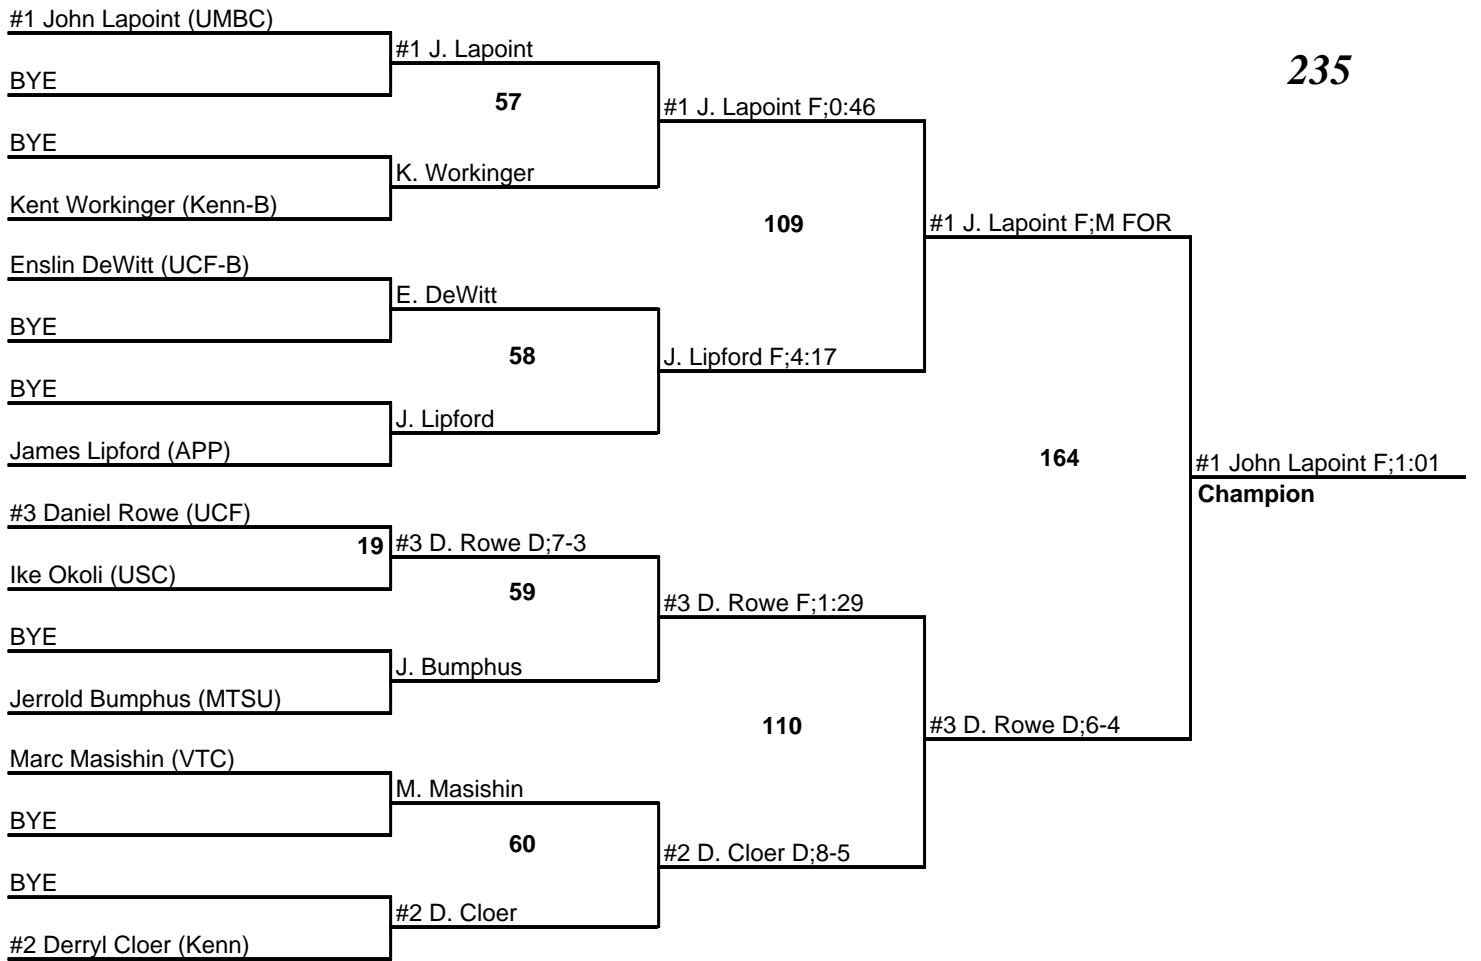 #1 John Lapoint (UMBC)
#1 J. Lapoint
235
BYE
57
#1 J. Lapoint F;0:46
BYE
K. Workinger
Kent Workinger (Kenn-B)
109
#1 J. Lapoint F;M FOR
Enslin DeWitt (UCF-B)
E. DeWitt
BYE
58
J. Lipford F;4:17
BYE
J. Lipford
James Lipford (APP)
164
#1 John Lapoint F;1:01
Champion
#3 Daniel Rowe (UCF)
19
#3 D. Rowe D;7-3
Ike Okoli (USC)
59
#3 D. Rowe F;1:29
BYE
J. Bumphus
Jerrold Bumphus (MTSU)
110
#3 D. Rowe D;6-4
Marc Masishin (VTC)
M. Masishin
BYE
60
#2 D. Cloer D;8-5
BYE
#2 D. Cloer
#2 Derryl Cloer (Kenn)